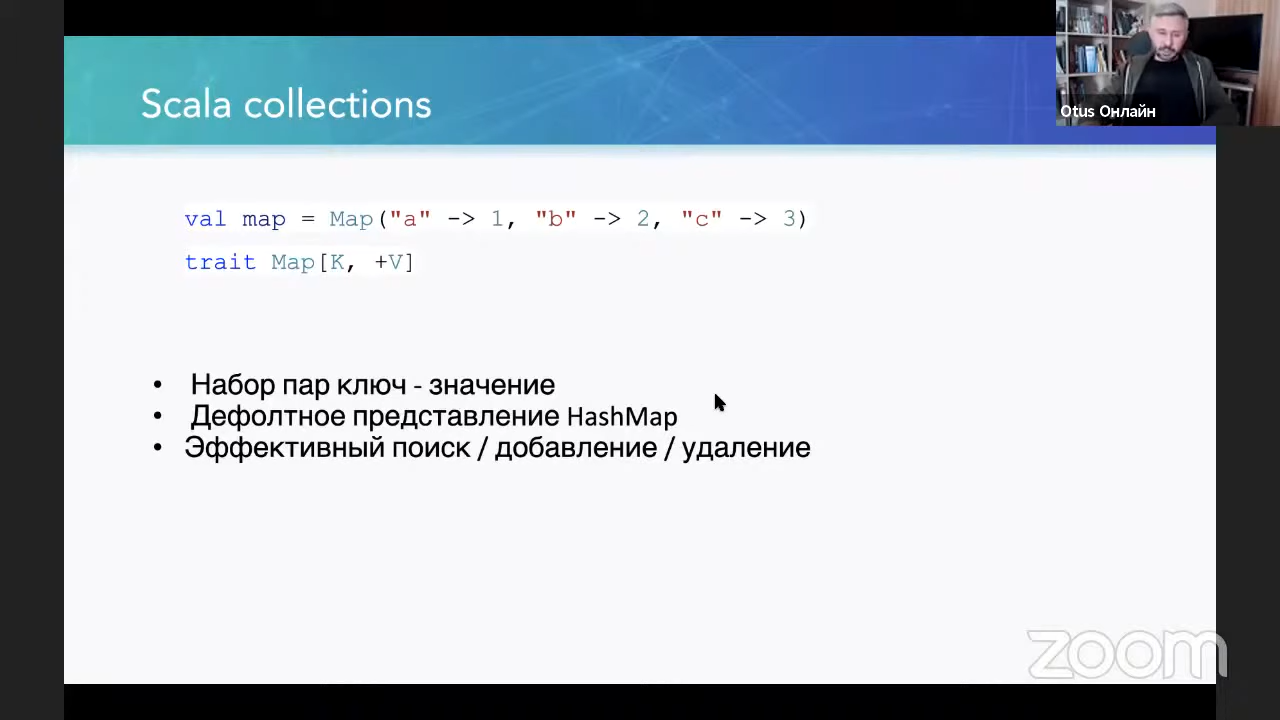 Otus Онлайн
Scala collections
val map = Map("a" -> 1, "b" -> 2, "c" -> 3)
trait Map[K, +V]
• Набор пар ключ - значение
• Дефолтное представление HashMap
• Эффективный поиск / добавление / удаление
zoom